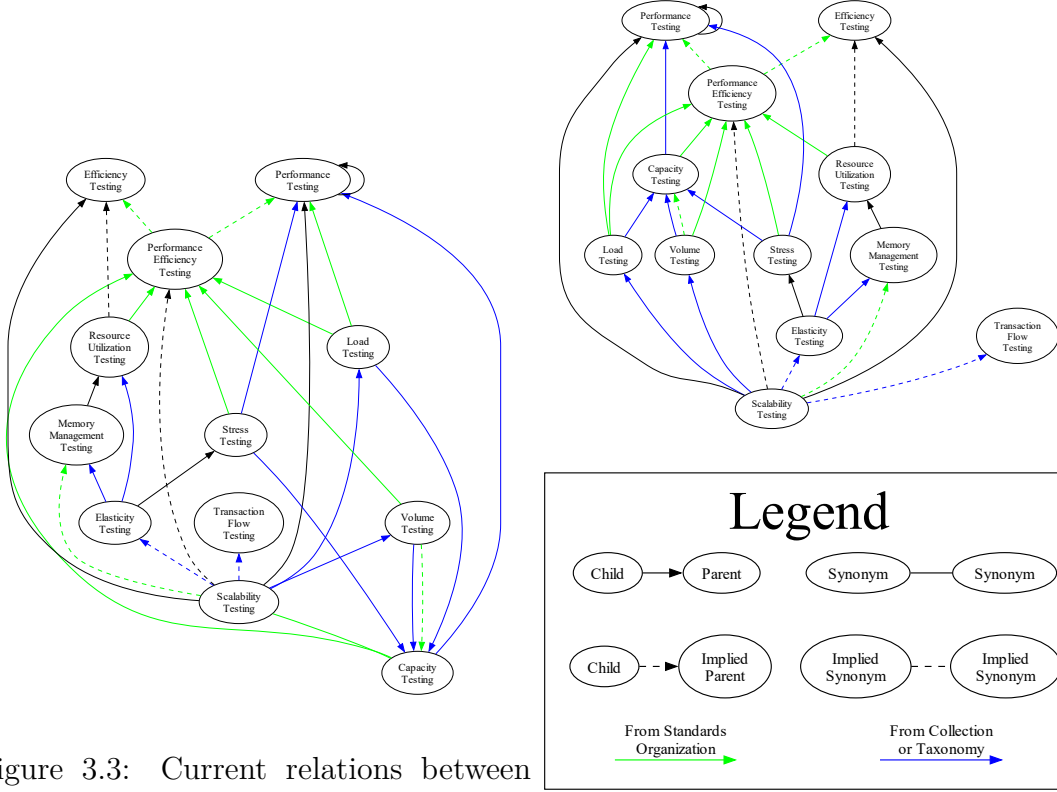 Efficiency
Testing
Performance
Testing
Performance
Efficiency
Testing
Resource
Utilization
Testing
Load
Testing
Memory
Management
Testing
Stress
Testing
Elasticity
Testing
Transaction
Flow
Testing
Volume
Testing
Scalability
Testing
Capacity
Testing
igure 3.3: Current relations between
Performance
Testing
Efficiency
Testing
Performance
Efficiency
Testing
Capacity
Testing
Resource
Utilization
Testing
Load
Testing
Volume
Testing
Stress
Testing
Memory
Management
Testing
Elasticity
Testing
Transaction
Flow
Testing
Scalability
Testing
Legend
Child
Parent
Synonym
Synonym
Child
Implied
Parent
Implied
Synonym
Implied
Synonym
From Standards
Organization
From Collection
or Taxonomy